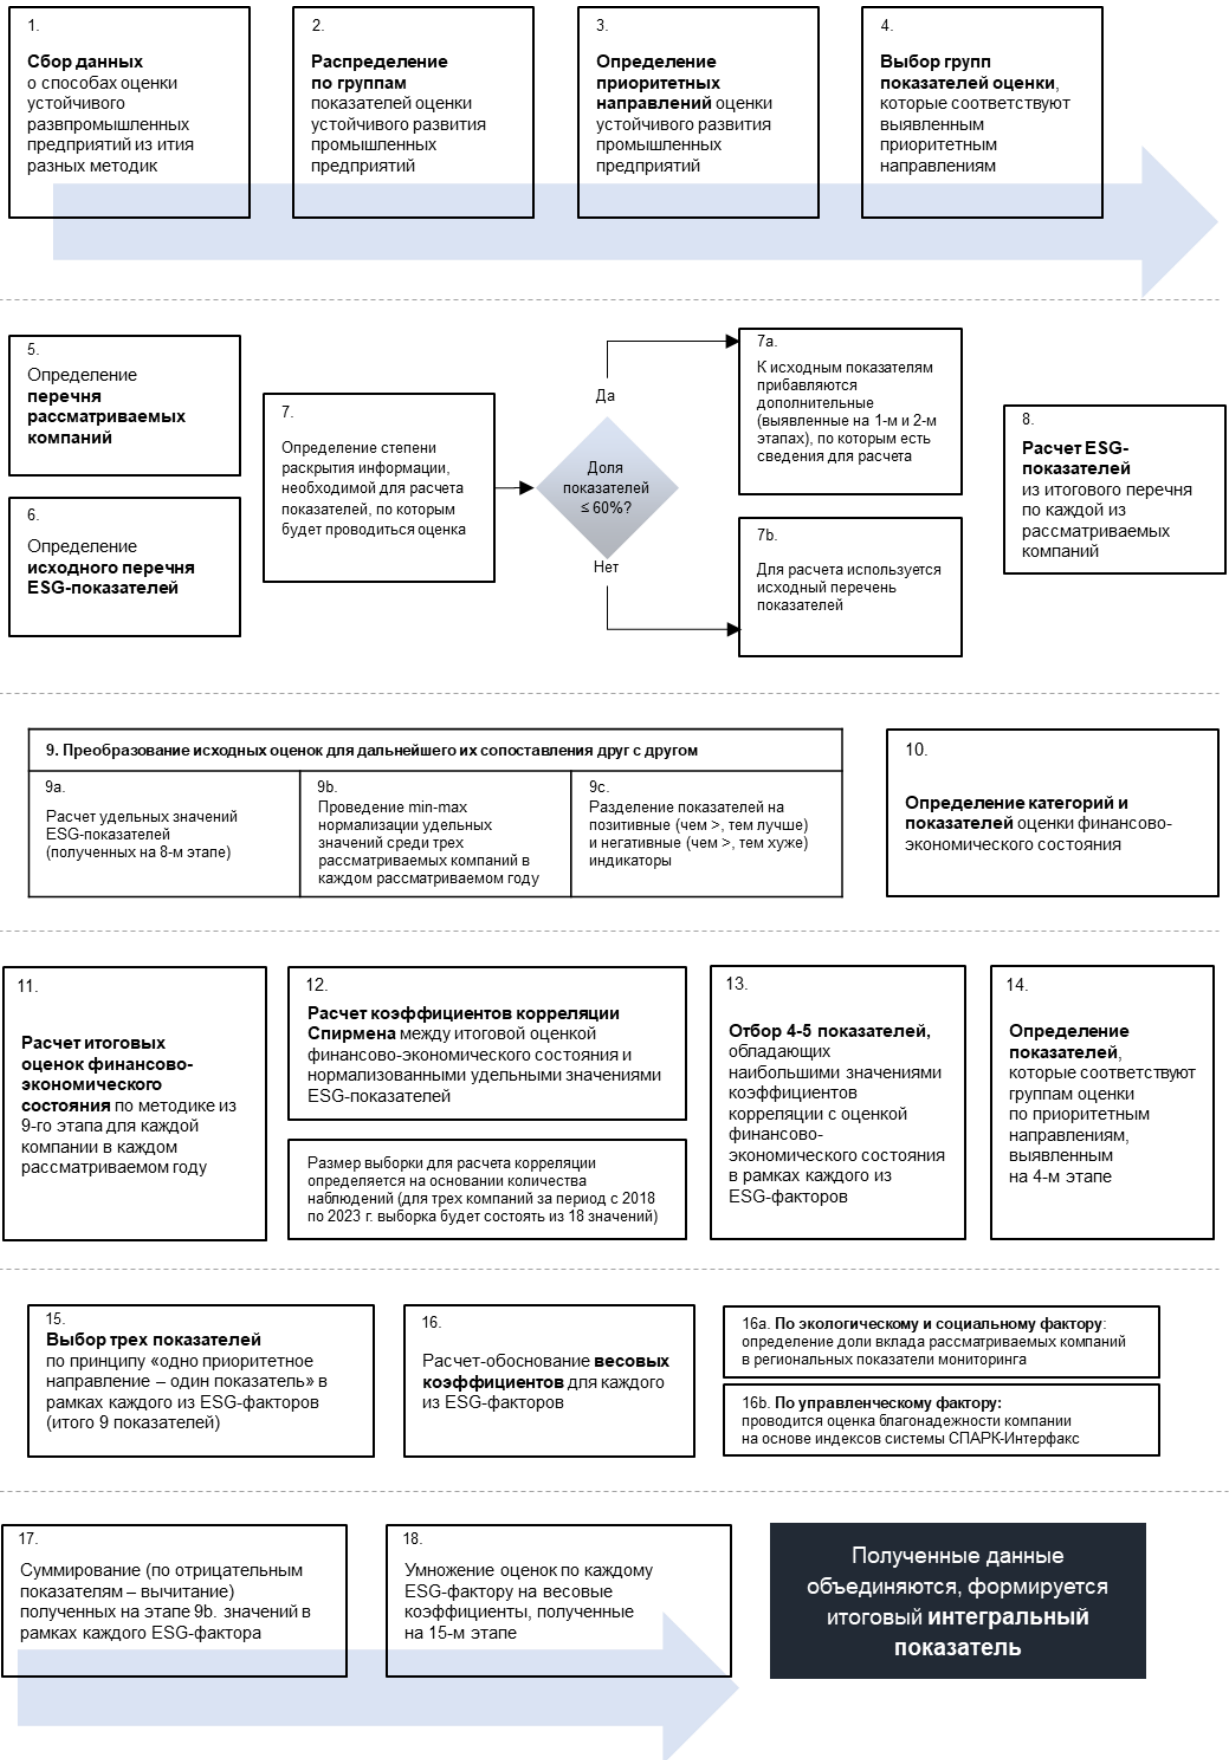 1.
Сбор данных
о способах оценки
устойчивого
развпромышленных
предприятий из ития
разных методик
2.
Распределение
по группам
показателей оценки
устойчивого развития
промышленных
предприятий
3.
Определение
приоритетных
направлений оценки
устойчивого развития
промышленных
предприятий
4.
Выбор групп
показателей оценки,
которые соответствуют
выявленным
приоритетным
направлениям
5.
Определение
перечня
рассматриваемых
компаний
6.
Определение
исходного перечня
ESG-показателей
7.
Определение степени
раскрытия информации,
необходимой для расчета
показателей, по которым
будет проводиться оценка
Да
Доля
показателей
≤ 60%?
Нет
7a.
К исходным показателям
прибавляются
дополнительные
(выявленные на 1-м и 2-м
этапах), по которым есть
сведения для расчета
7b.
Для расчета используется
исходный перечень
показателей
8.
Расчет ESG-
показателей
из итогового перечня
по каждой из
рассматриваемых
компаний
9. Преобразование исходных оценок для дальнейшего их сопоставления друг с другом
9a.
Расчет удельных значений
ESG-показателей
(полученных на 8-м этапе)
9b.
Проведение min-max
нормализации удельных
значений среди трех
рассматриваемых компаний в
каждом рассматриваемом году
9c.
Разделение показателей на
позитивные (чем >, тем лучше)
и негативные (чем >, тем хуже)
индикаторы
10.
Определение категорий и
показателей оценки финансово-
экономического состояния
11.
Расчет итоговых
оценок финансово-
экономического
состояния по методике из
9-го этапа для каждой
компании в каждом
рассматриваемом году
12.
Расчет коэффициентов корреляции
Спирмена между итоговой оценкой
финансово-экономического состояния и
нормализованными удельными значениями
ESG-показателей
Размер выборки для расчета корреляции
определяется на основании количества
наблюдений (для трех компаний за период с 2018
по 2023 г. выборка будет состоять из 18 значений)
13.
Отбор 4-5 показателей,
обладающих
наибольшими значениями
коэффициентов
корреляции с оценкой
финансово-
экономического состояния
в рамках каждого из
ESG-факторов
14.
Определение
показателей,
которые соответствуют
группам оценки
по приоритетным
направлениям,
выявленным
на 4-м этапе
15.
Выбор трех показателей
по принципу «одно приоритетное
направление – один показатель» в
рамках каждого из ESG-факторов
(итого 9 показателей)
16.
Расчет-обоснование весовых
коэффициентов для каждого
из ESG-факторов
16a. По экологическому и социальному фактору:
определение доли вклада рассматриваемых компаний
в региональных показатели мониторинга
16b. По управленческому фактору:
проводится оценка благонадежности компании
на основе индексов системы СПАРК-Интерфакс
17.
Суммирование (по отрицательным
показателям – вычитание)
полученных на этапе 9b. значений в
рамках каждого ESG-фактора
18.
Умножение оценок по каждому
ESG-фактору на весовые
коэффициенты, полученные
на 15-м этапе
Полученные данные
объединяются, формируется
итоговый интегральный
показатель